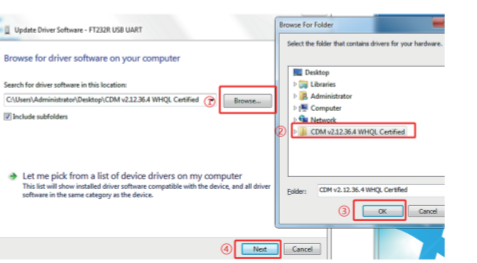 Update Driver Software - FT232R USB UART
Browse for driver software on your computer
Search for driver software in this location:
C:\Users\Administrator\Desktop\CDM v2.12.36.4 WHQL Certified
①
Browse...
Include subfolders
Let me pick from a list of device drivers on my computer
This list will show installed driver software compatible with the device, and all driver
software in the same category as the device.
④
Next
Cancel
Browse For Folder
Select the folder that contains drivers for your hardware.
Desktop
Libraries
Administrator
Computer
Network
②
CDM v2.12.36.4 WHQL Certified
Folder:
CDM v2.12.36.4 WHQL Certified
③
OK
Cancel